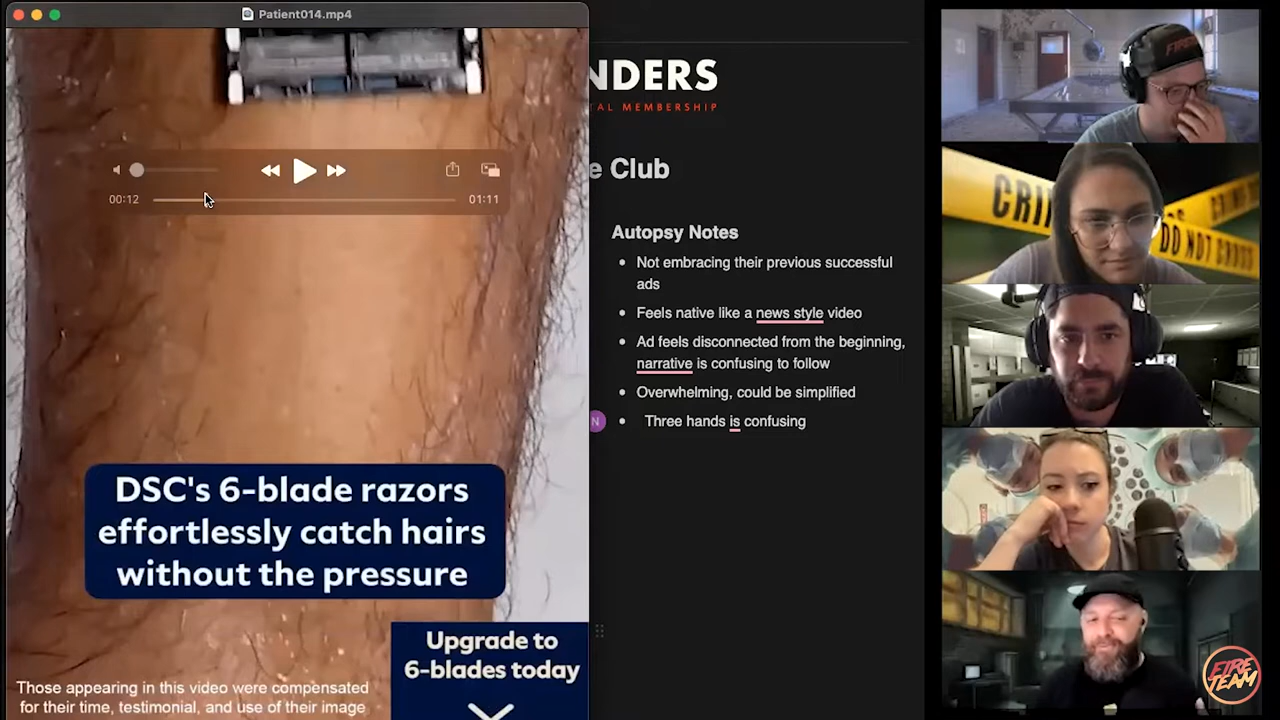 Patient014.mp4
00:12
01:11
DSC's 6-blade razors
effortlessly catch hairs
without the pressure
Upgrade to
6-blades today
Those appearing in this video were compensated
for their time, testimonial, and use of their image
NDERS
TAL MEMBERSHIP
e Club
Autopsy Notes
Not embracing their previous successful
ads
Feels native like a news style video
Ad feels disconnected from the beginning,
narrative is confusing to follow
Overwhelming, could be simplified
N
Three hands is confusing
CRI
DO NOT CROSS
FIRE
TEAM